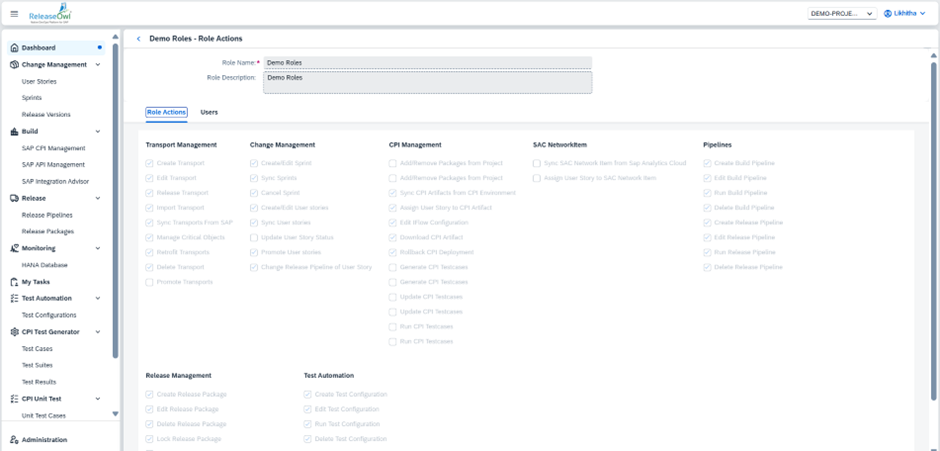 ReleaseOwl
DEMO-PROJE...
Likhitha
Dashboard
Change Management
User Stories
Sprints
Release Versions
Build
SAP CPI Management
SAP API Management
SAP Integration Advisor
Release
Release Pipelines
Release Packages
Monitoring
HANA Database
My Tasks
Test Automation
Test Configurations
CPI Test Generator
Test Cases
Test Suites
Test Results
CPI Unit Test
Unit Test Cases
Administration
Demo Roles - Role Actions
Role Name:* Demo Roles
Role Description: Demo Roles
Role Actions Users
Transport Management
Create Transport
Edit Transport
Release Transport
Import Transport
Sync Transports From SAP
Manage Critical Objects
Retrofit Transports
Delete Transport
Promote Transports
Change Management
Create/Edit Sprint
Sync Sprints
Cancel Sprint
Create/Edit User stories
Sync User stories
Update User Story Status
Promote User stories
Change Release Pipeline of User Story
CPI Management
Add/Remove Packages from Project
Add/Remove Packages from Project
Sync CPI Artifacts from CPI Environment
Assign User Story to CPI Artifact
Edit IFlow Configuration
Download CPI Artifact
Rollback CPI Deployment
Generate CPI Testcases
Generate CPI Testcases
Update CPI Testcases
Update CPI Testcases
Run CPI Testcases
Run CPI Testcases
SAC NetworkItem
Sync SAC Network Item from Sap Analytics Cloud
Assign User Story to SAC Network Item
Pipelines
Create Build Pipeline
Edit Build Pipeline
Run Build Pipeline
Delete Build Pipeline
Create Release Pipeline
Edit Release Pipeline
Run Release Pipeline
Delete Release Pipeline
Release Management
Create Release Package
Edit Release Package
Delete Release Package
Lock Release Package
Test Automation
Create Test Configuration
Edit Test Configuration
Run Test Configuration
Delete Test Configuration